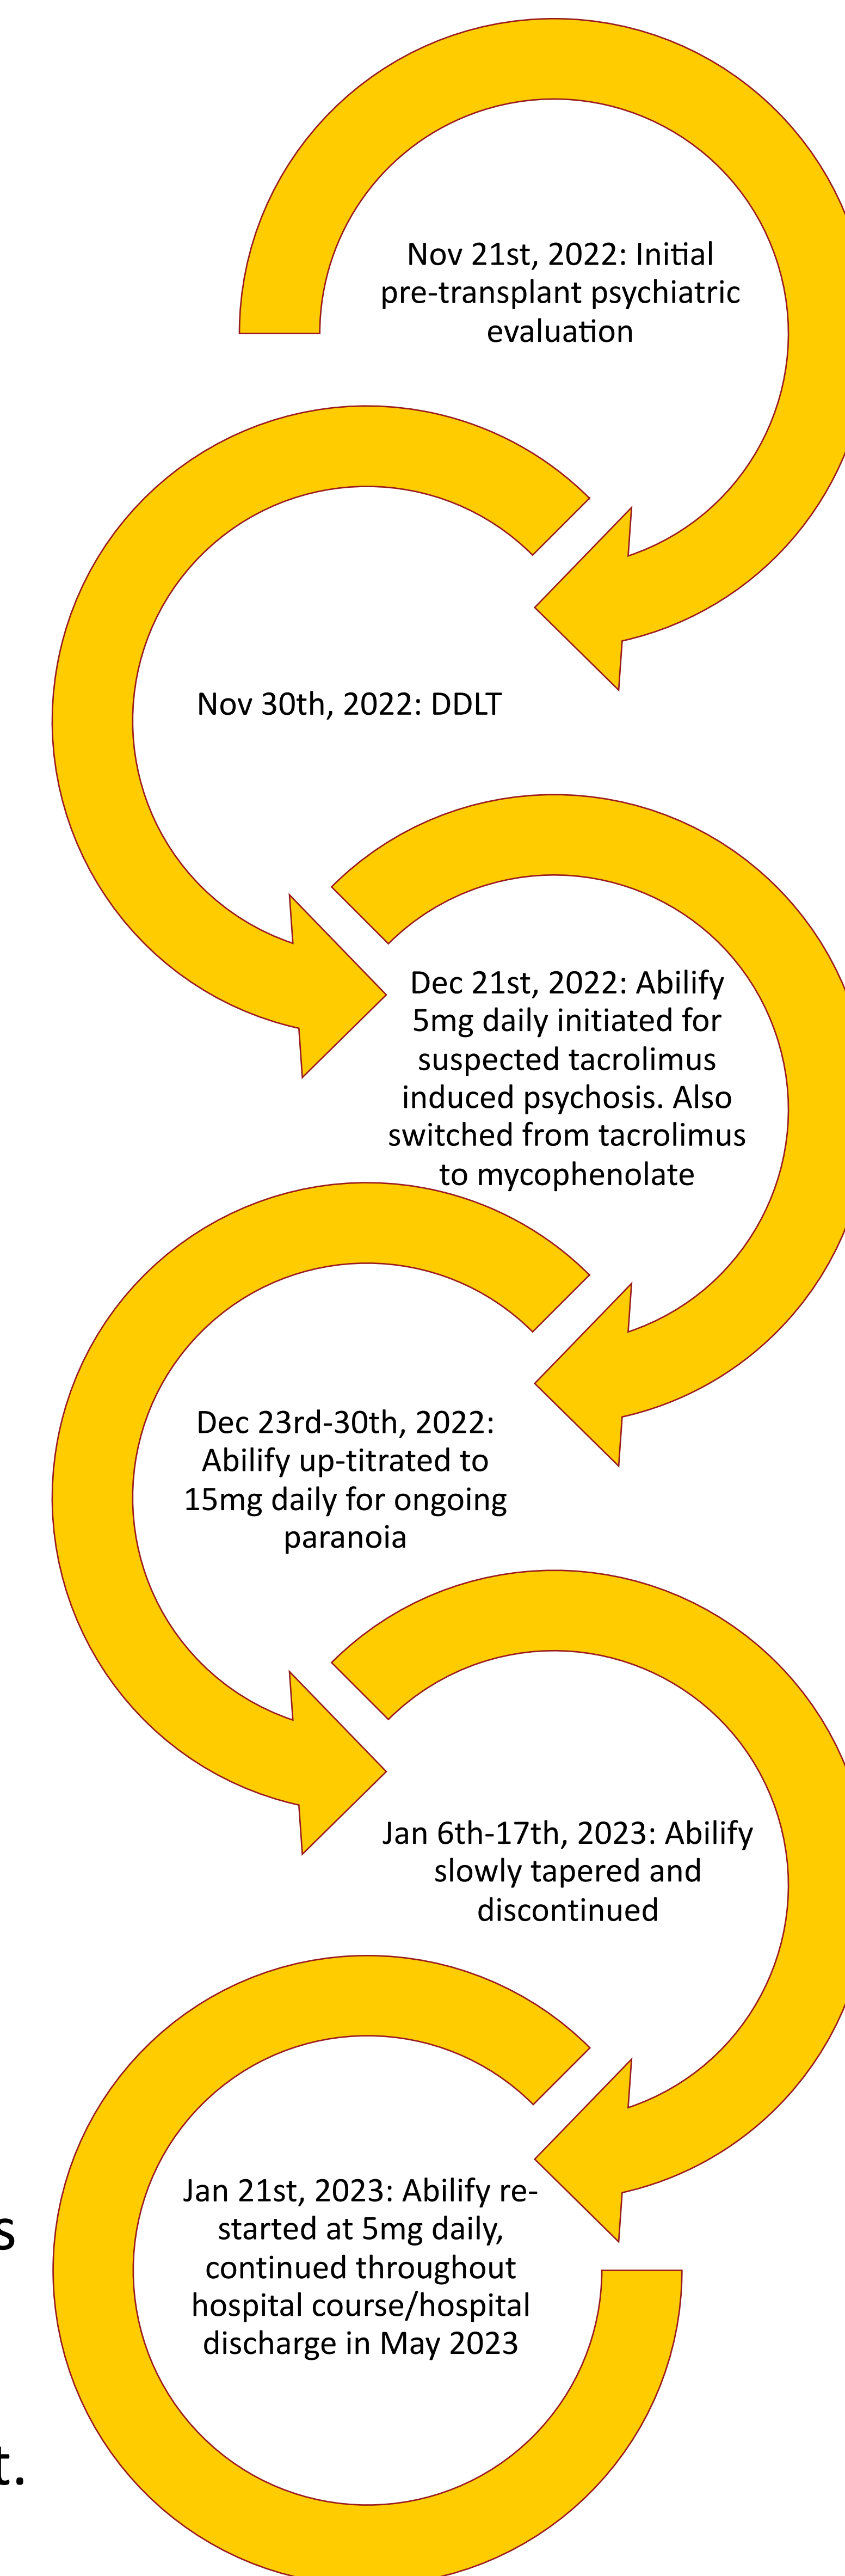 Nov 21st, 2022: Initial
pre-transplant psychiatric
evaluation
Nov 30th, 2022: DDLT
Dec 21st, 2022: Abilify
5mg daily initiated for
suspected tacrolimus
induced psychosis. Also
switched from tacrolimus
to mycophenolate
Dec 23rd-30th, 2022:
Abilify up-titrated to
15mg daily for ongoing
paranoia
Jan 6th-17th, 2023: Abilify
slowly tapered and
discontinued
Jan 21st, 2023: Abilify re-
started at 5mg daily,
continued throughout
hospital course/hospital
discharge in May 2023
s
t.